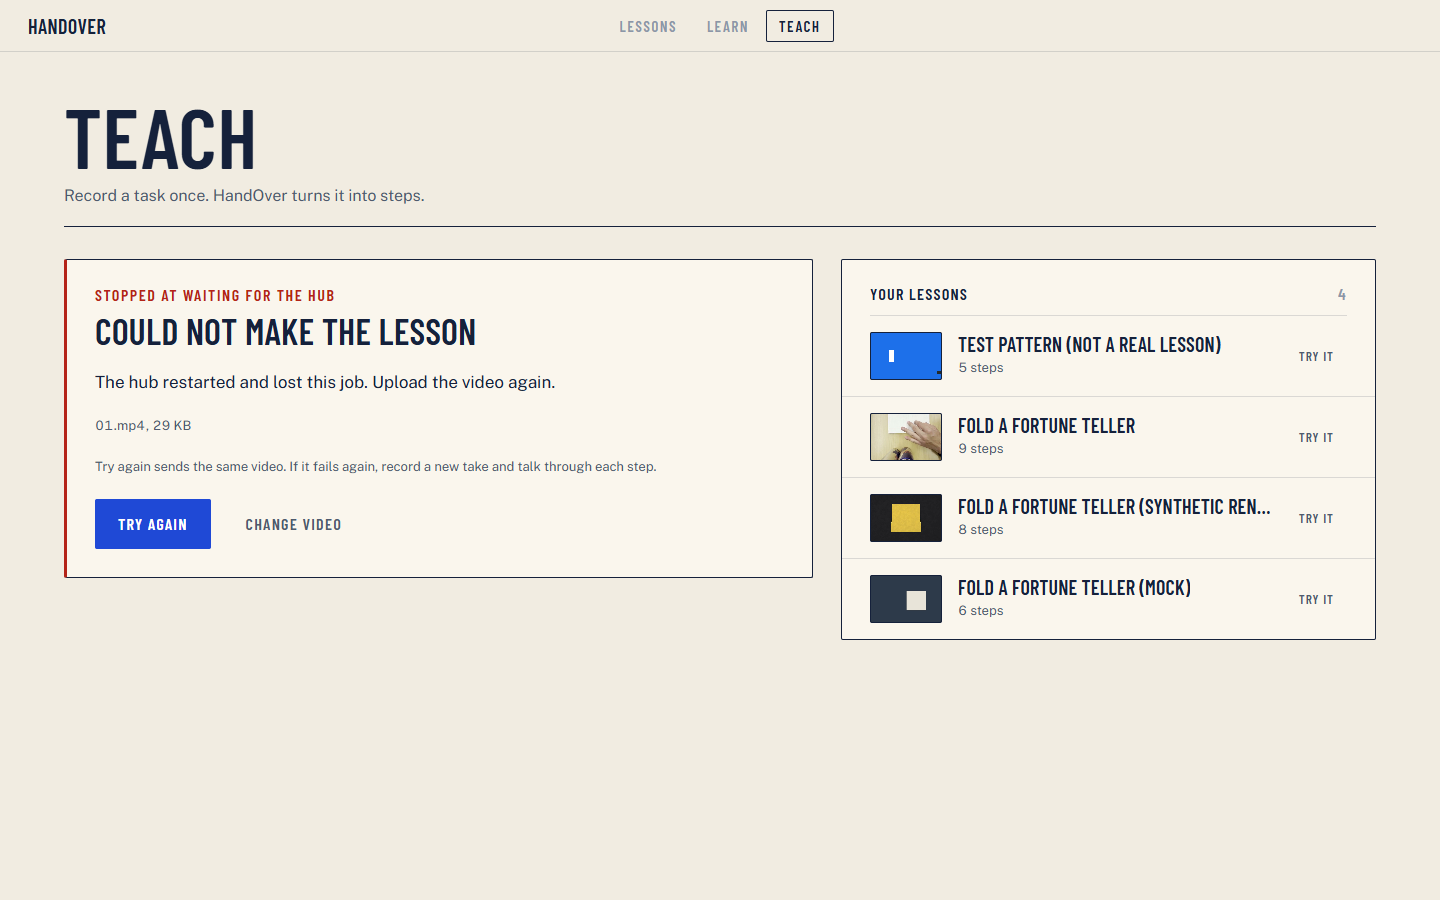 HANDOVER
LESSONS
LEARN
TEACH
TEACH
Record a task once. HandOver turns it into steps.
STOPPED AT WAITING FOR THE HUB
COULD NOT MAKE THE LESSON
The hub restarted and lost this job. Upload the video again.
01.mp4, 29 KB
Try again sends the same video. If it fails again, record a new take and talk through each step.
TRY AGAIN
CHANGE VIDEO
YOUR LESSONS
4
TEST PATTERN (NOT A REAL LESSON)
5 steps
TRY IT
FOLD A FORTUNE TELLER
9 steps
TRY IT
FOLD A FORTUNE TELLER (SYNTHETIC REN...
8 steps
TRY IT
FOLD A FORTUNE TELLER (MOCK)
6 steps
TRY IT